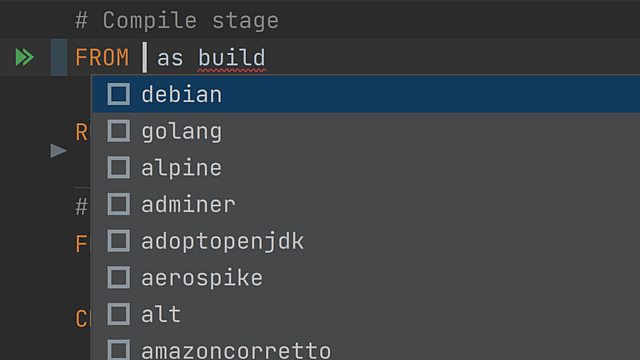 # Compile stage
FROM as build
debian
golang
alpine
adminer
adoptopenjdk
aerospike
alt
amazoncorretto
#